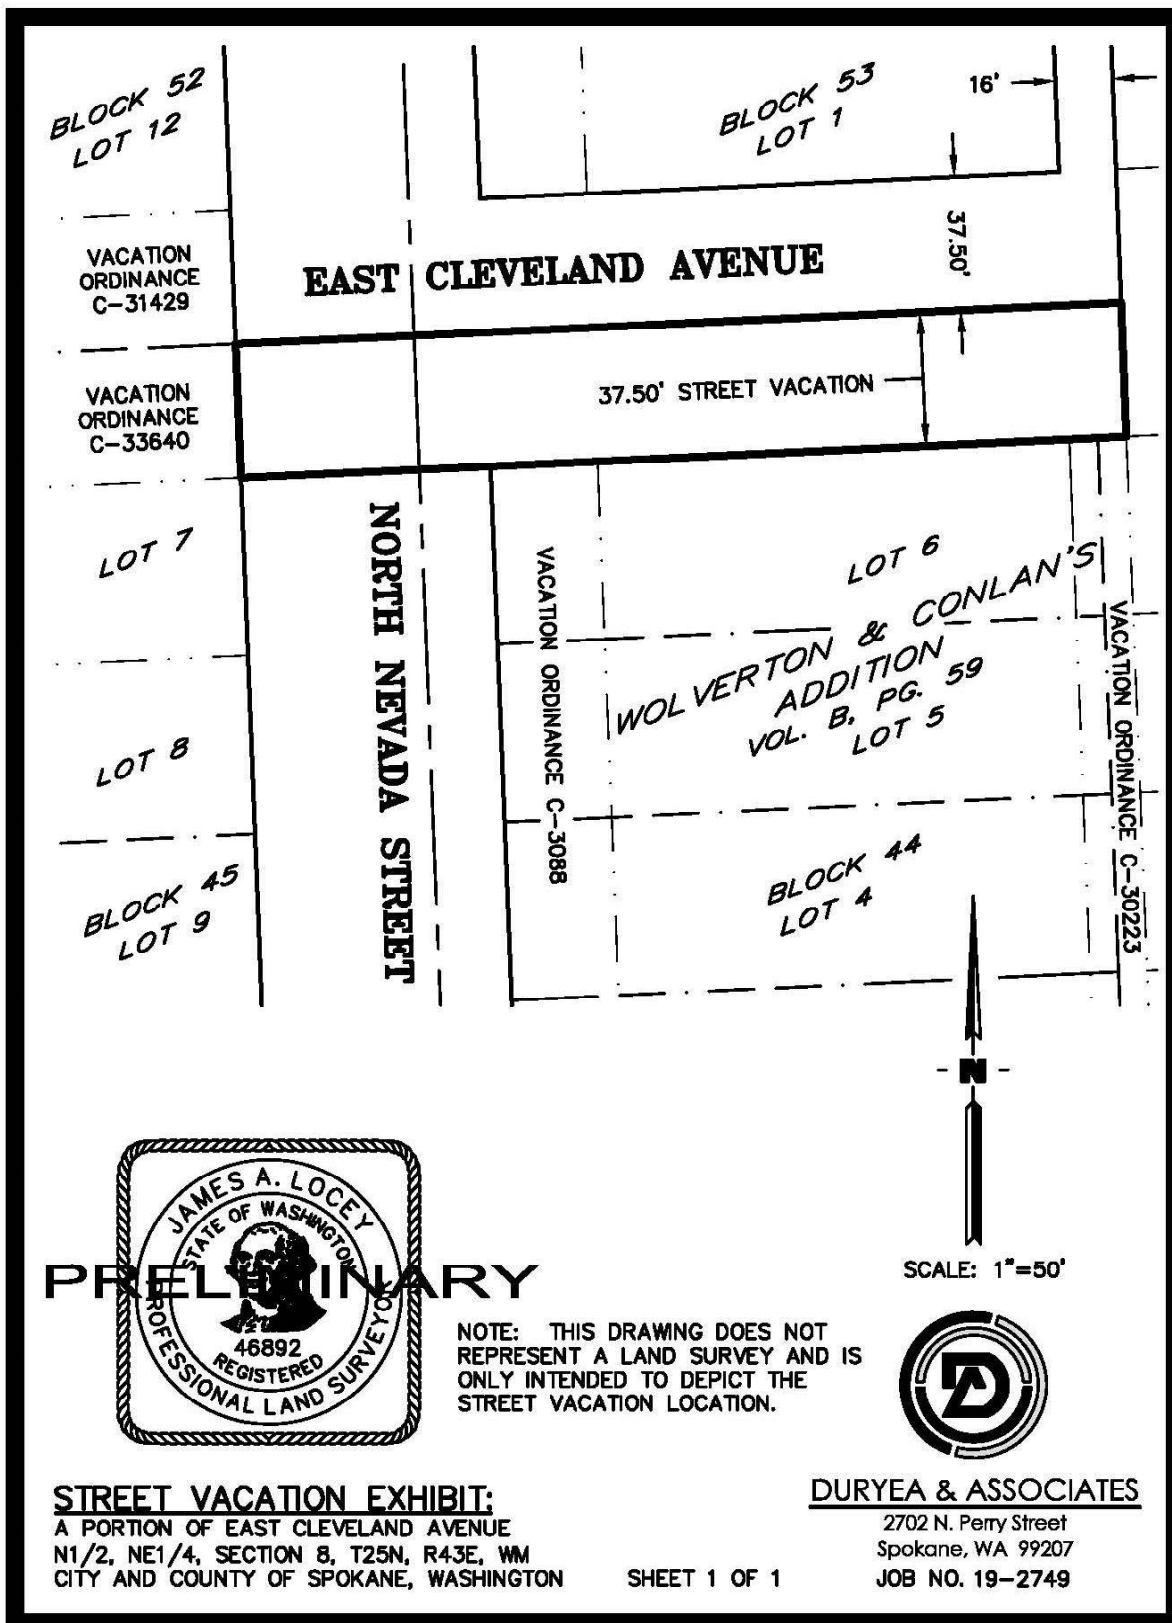 BLOCK 52
LOT 12
BLOCK 53
LOT 1
16'
VACATION
ORDINANCE
C-31429
EAST CLEVELAND AVENUE
37.50'
VACATION
ORDINANCE
C-33640
37.50' STREET VACATION
LOT 7
NORTH NEVADA STREET
VACATION ORDINANCE C-3088
LOT 6
WOLVERTON & CONLAN'S
ADDITION
VOL. B, PG. 59
LOT 5
VACATION ORDINANCE C-30223
LOT 8
BLOCK 45
LOT 9
BLOCK 44
LOT 4
N
SCALE: 1"=50'
JAMES A. LOCEY
STATE OF WASHINGTON
PRELIMINARY
46892
REGISTERED
PROFESSIONAL LAND SURVEYOR
NOTE: THIS DRAWING DOES NOT
REPRESENT A LAND SURVEY AND IS
ONLY INTENDED TO DEPICT THE
STREET VACATION LOCATION.
DA
STREET VACATION EXHIBIT:
A PORTION OF EAST CLEVELAND AVENUE
N1/2, NE1/4, SECTION 8, T25N, R43E, WM
CITY AND COUNTY OF SPOKANE, WASHINGTON
SHEET 1 OF 1
DURYEA & ASSOCIATES
2702 N. Perry Street
Spokane, WA 99207
JOB NO. 19-2749